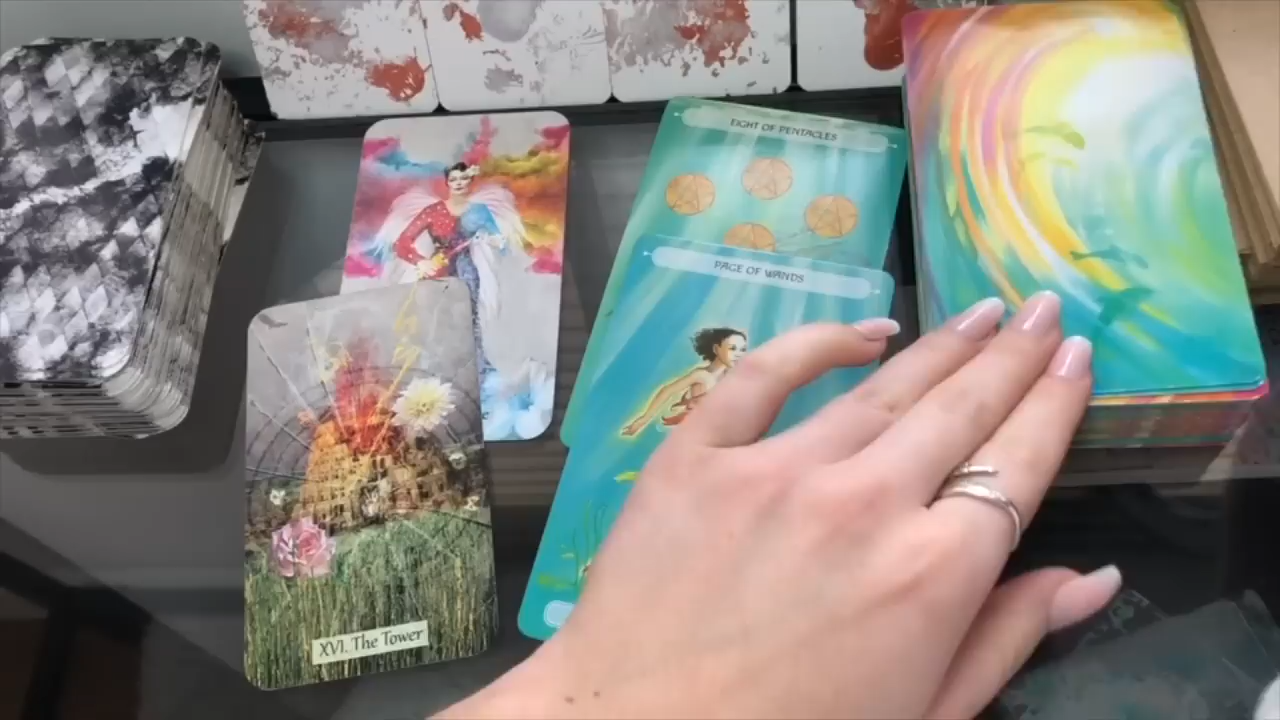 EIGHT OF PENTACLES
PAGE OF WANDS
XVI. The Tower